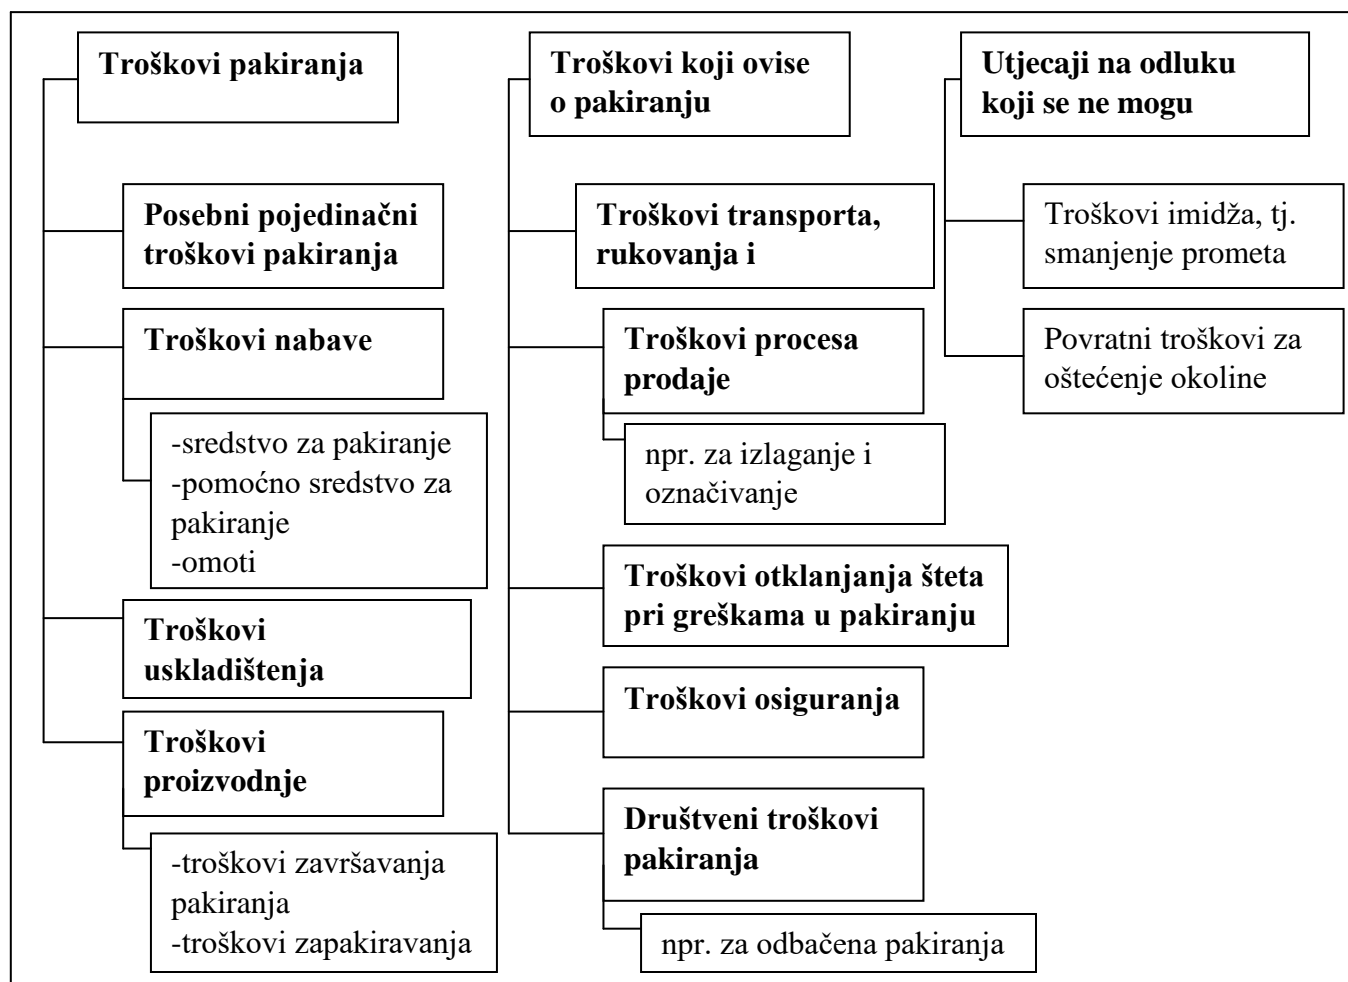 Troškovi pakiranja
Posebni pojedinačni
troškovi pakiranja
Troškovi nabave
-sredstvo za pakiranje
-pomoćno sredstvo za
pakiranje
-omoti
Troškovi
uskladištenja
Troškovi
proizvodnje
-troškovi završavanja
pakiranja
-troškovi zapakiravanja
Troškovi koji ovise
o pakiranju
Troškovi transporta,
rukovanja i
Troškovi procesa
prodaje
npr. za izlaganje i
označivanje
Troškovi otklanjanja šteta
pri greškama u pakiranju
Troškovi osiguranja
Društveni troškovi
pakiranja
npr. za odbačena pakiranja
Utjecaji na odluku
koji se ne mogu
Troškovi imidža, tj.
smanjenje prometa
Povratni troškovi za
oštećenje okoline